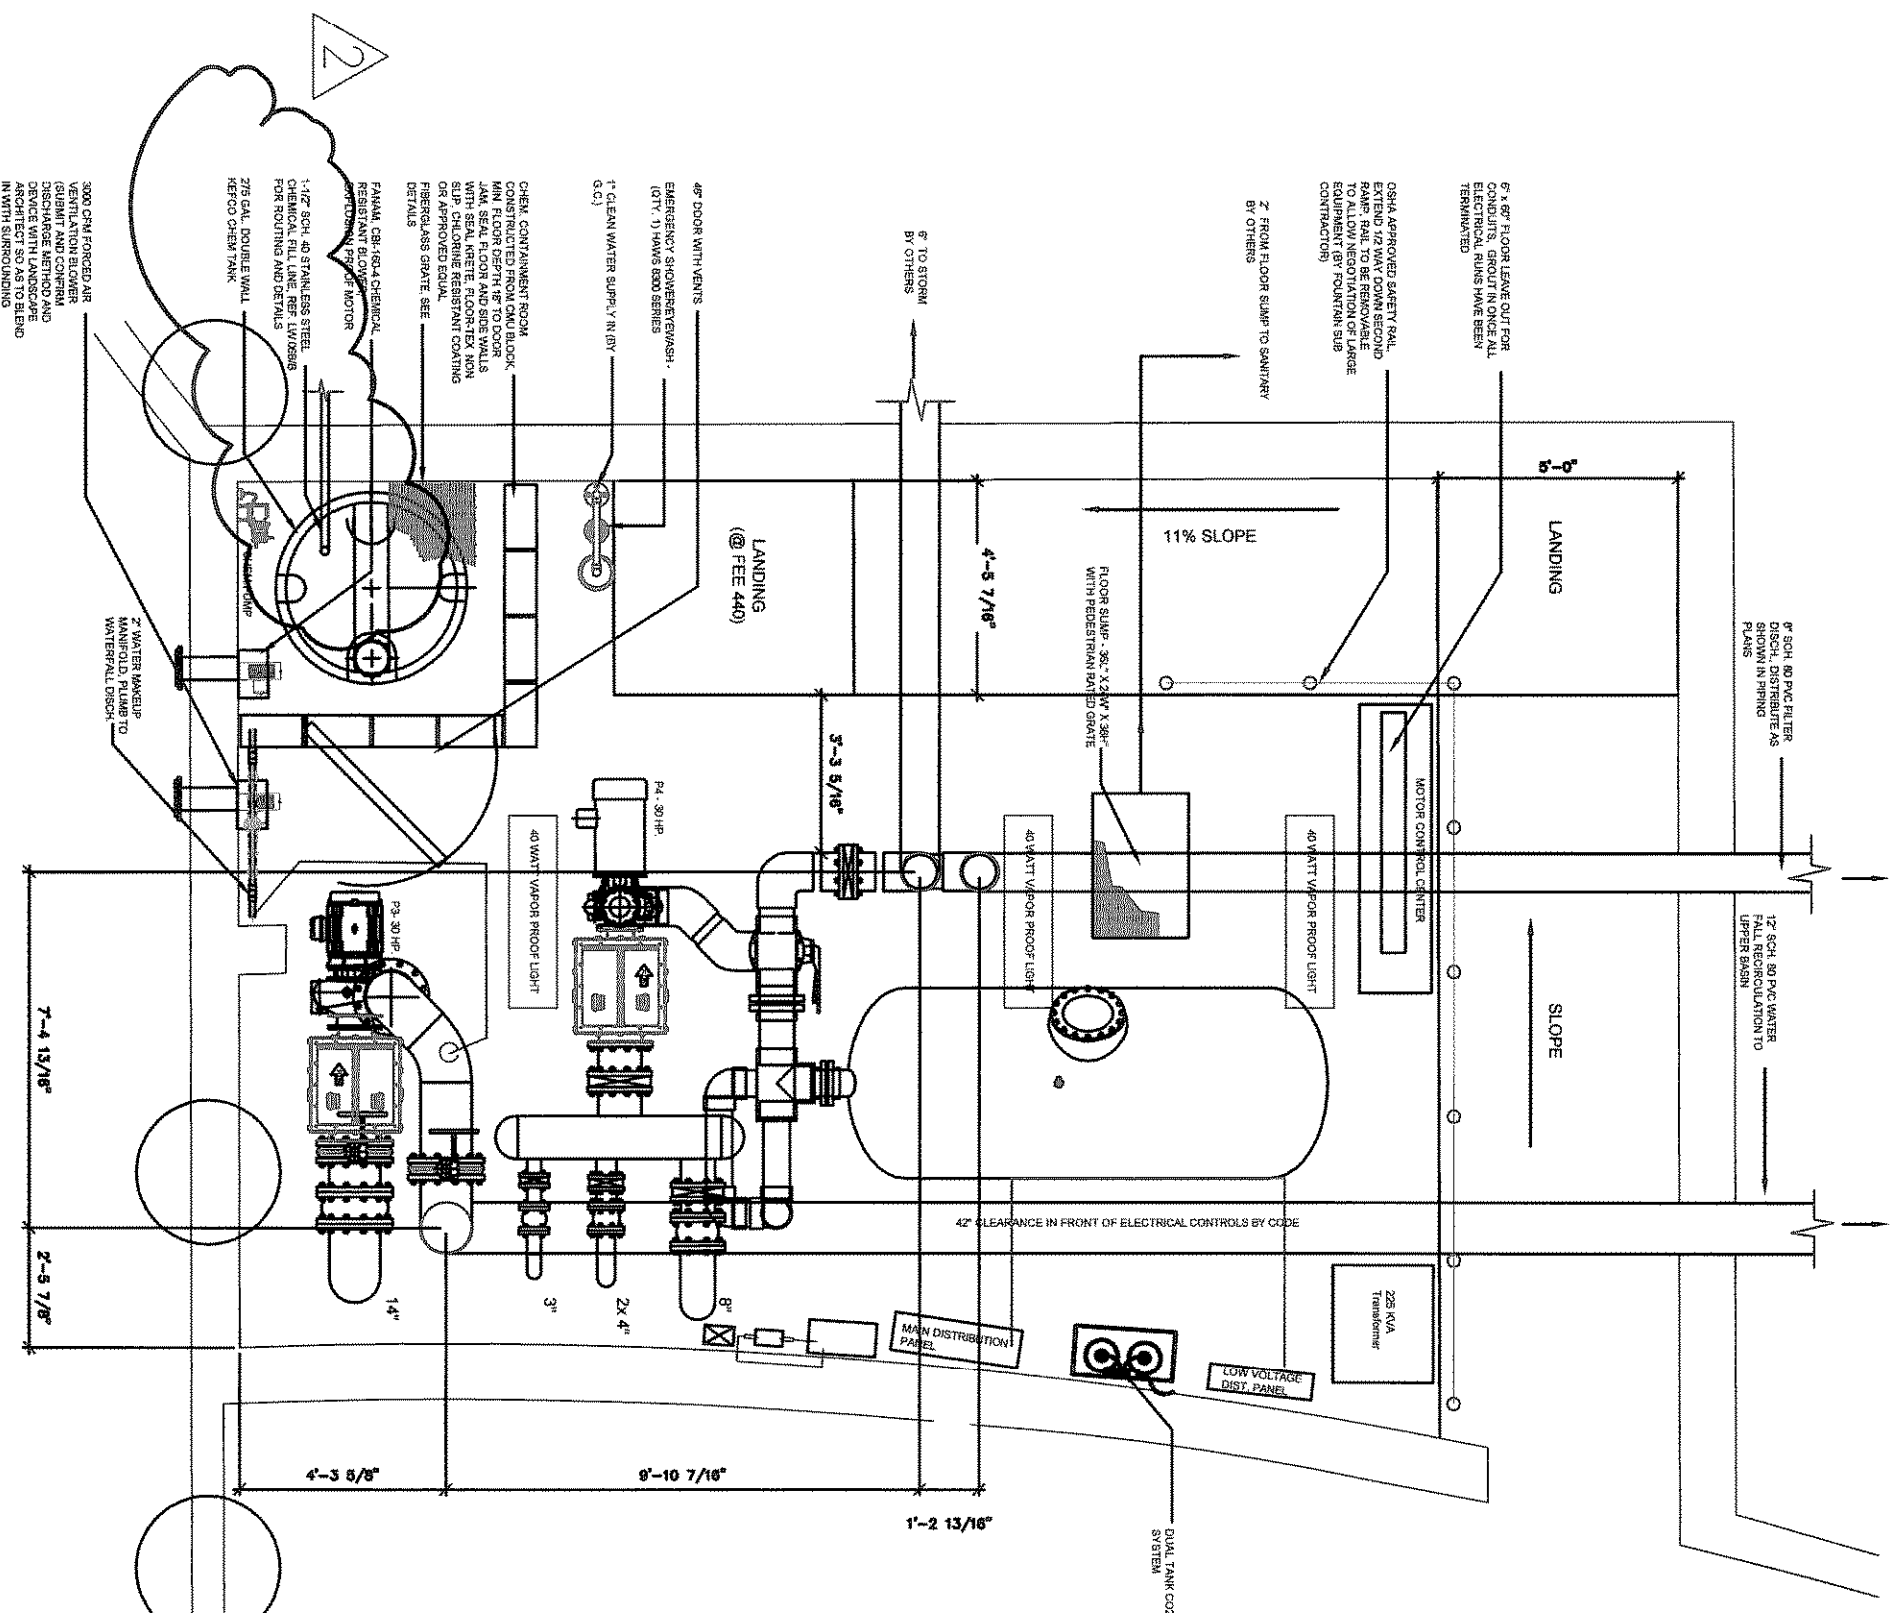 2
6" x 60" FLOOR LEAVE OUT FOR
CONDUITS, GROUT IN ONCE ALL
ELECTRICAL RUNS HAVE BEEN
TERMINATED
OSHA APPROVED SAFETY RAIL,
EXTEND 1/2 WAY DOWN SECOND
RAMP, RAIL TO BE REMOVABLE
TO ALLOW NEGOTIATION OF LARGE
EQUIPMENT (BY FOUNTAIN SUB
CONTRACTOR)
2" FROM FLOOR SUMP TO SANITARY
BY OTHERS
6" TO STORM
BY OTHERS
48" DOOR WITH VENTS
EMERGENCY SHOWER/EYEWASH -
(QTY. 1) HAWS 8300 SERIES
1" CLEAN WATER SUPPLY IN (BY
G.C.)
CHEM. CONTAINMENT ROOM
CONSTRUCTED FROM CMU BLOCK,
MIN. FLOOR DEPTH 18" TO DOOR
JAM, SEAL FLOOR AND SIDE WALLS
WITH SEAL KRETE, FLOOR-TEX NON
SLIP, CHLORINE RESISTANT COATING
OR APPROVED EQUAL
FIBERGLASS GRATE, SEE
DETAILS
FANAM, CBH-160-4 CHEMICAL
RESISTANT BLOWER,
EXPLOSION PROOF MOTOR
1-1/2" SCH. 40 STAINLESS STEEL
CHEMICAL FILL LINE, REF.
FOR ROUTING AND DETAILS
275 GAL. DOUBLE WALL
KEFCO CHEM TANK
3000 CFM FORCED AIR
VENTILATION BLOWER
(SUBMIT AND CONFIRM
DISCHARGE METHOD AND
DEVICE WITH LANDSCAPE
ARCHITECT SO AS TO BLEND
IN WITH SURROUNDING
2" WATER MAKEUP
MANIFOLD, PLUMB TO
WATERFALL DISCH.
CHEM PUMP
5'-0"
LANDING
11% SLOPE
4'-5 7/16"
LANDING
(@ FEE 440)
FLOOR SUMP - 36L" X 24W" X 36H"
WITH PEDESTRIAN RATED GRATE
3'-3 5/16"
MOTOR CONTROL CENTER
40 WATT VAPOR PROOF LIGHT
40 WATT VAPOR PROOF LIGHT
40 WATT VAPOR PROOF LIGHT
P4 - 30 HP.
P3- 30 HP.
6" SCH. 80 PVC FILTER
DISCH., DISTRIBUTE AS
SHOWN IN PIPING
PLANS
12" SCH. 80 PVC WATER
FALL RECIRCULATION TO
UPPER BASIN
SLOPE
42" CLEARANCE IN FRONT OF ELECTRICAL CONTROLS BY CODE
225 KVA
Transformer
LOW VOLTAGE
DIST. PANEL
MAIN DISTRIBUTION
PANEL
DUAL TANK CO2
SYSTEM
8"
2x 4"
3"
14"
7'-4 13/16"
2'-5 7/8"
4'-3 5/8"
9'-10 7/16"
1'-2 13/16"